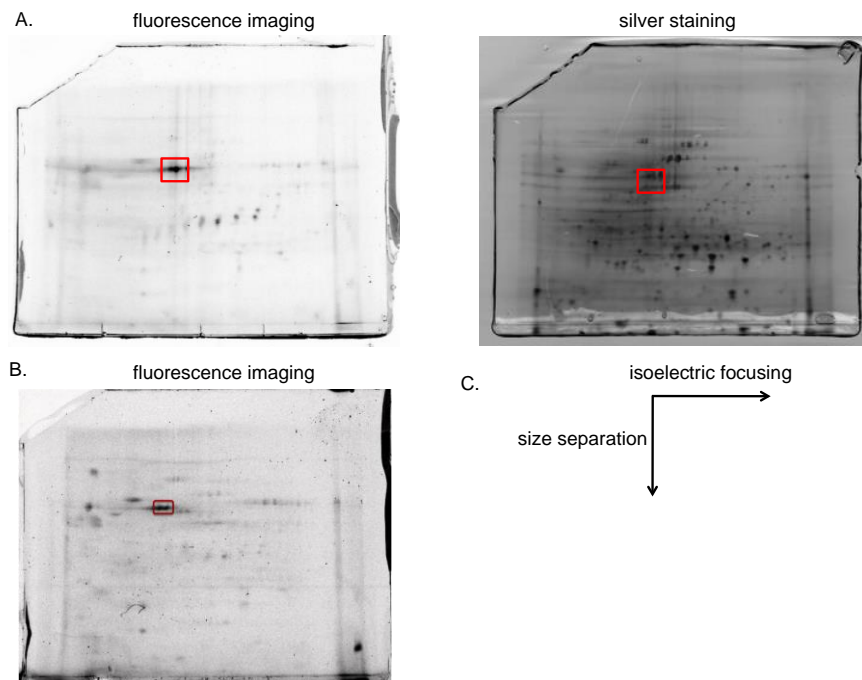 A.
fluorescence imaging
silver staining
B.
fluorescence imaging
C.
isoelectric focusing
size separation